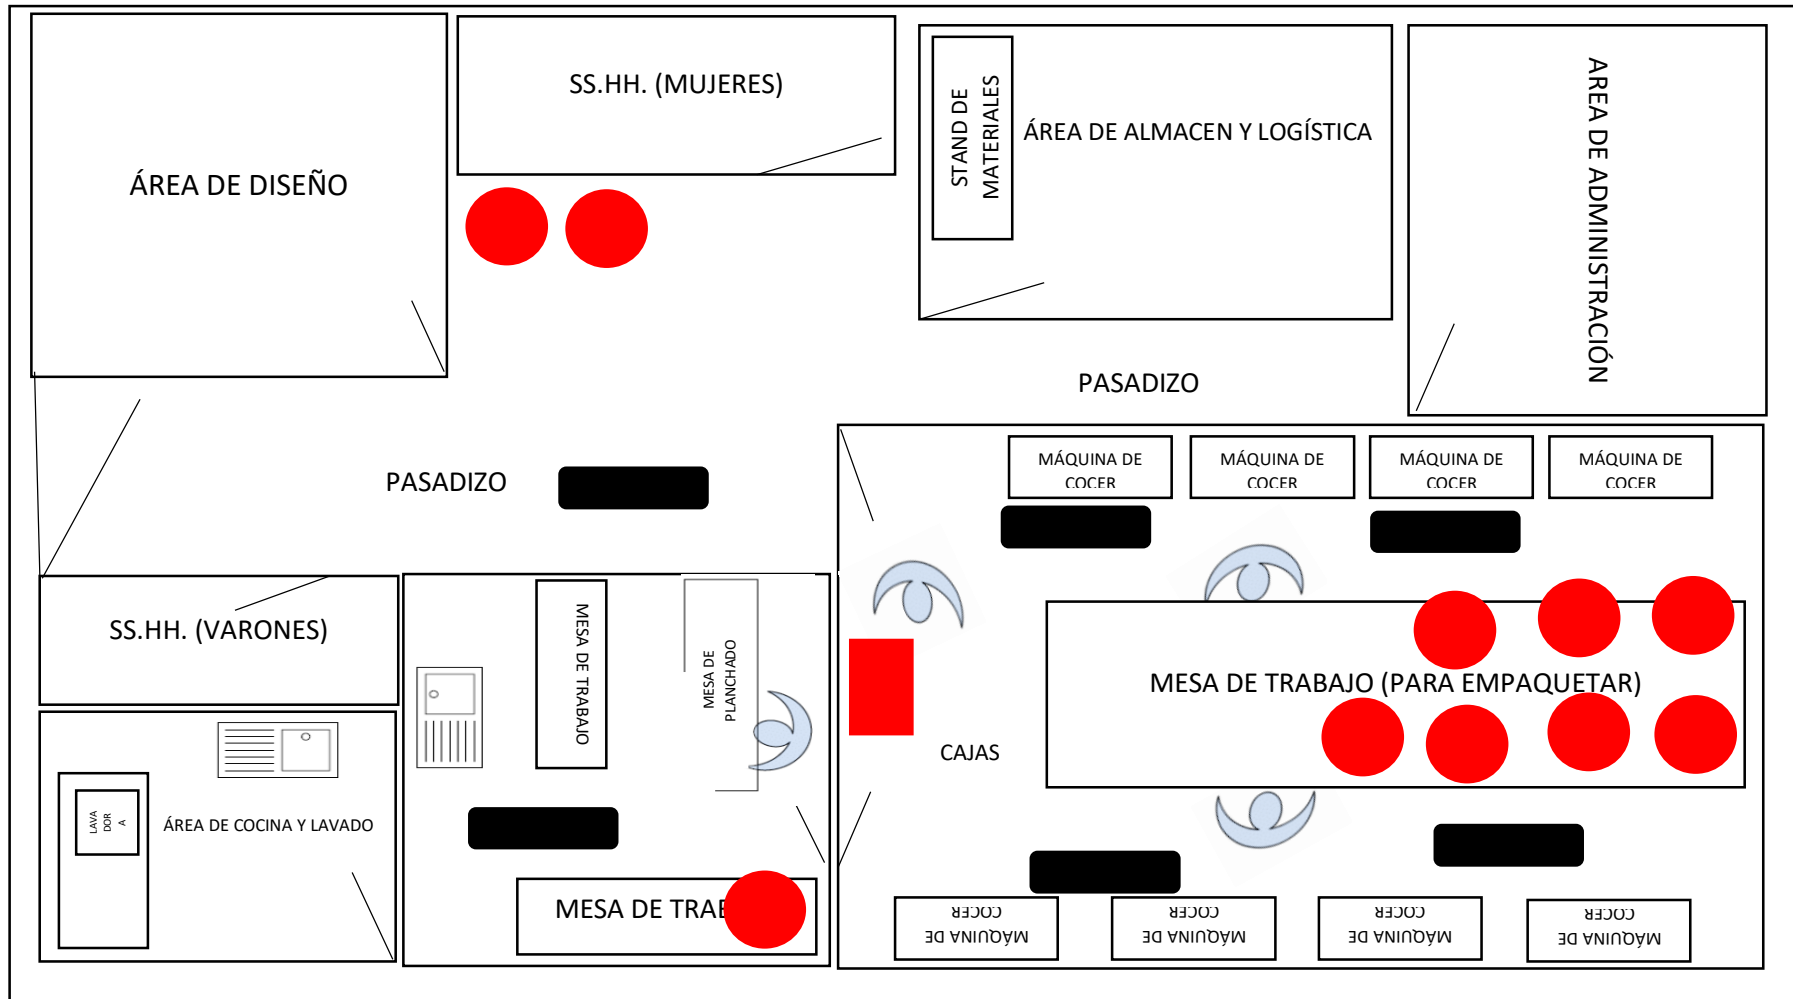 SS.HH. (MUJERES)
ÁREA DE DISEÑO
STAND DE
MATERIALES
ÁREA DE ALMACEN Y LOGÍSTICA
AREA DE ADMINISTRACIÓN
PASADIZO
PASADIZO
MÁQUINA DE
COCER
MÁQUINA DE
COCER
MÁQUINA DE
COCER
MÁQUINA DE
COCER
SS.HH. (VARONES)
MESA DE TRABAJO
MESA DE
PLANCHADO
MESA DE TRABAJO (PARA EMPAQUETAR)
CAJAS
LAVA
DOR
A
ÁREA DE COCINA Y LAVADO
MESA DE
MÁQUINA DE
COCER
MÁQUINA DE
COCER
MÁQUINA DE
COCER
MÁQUINA DE
COCER